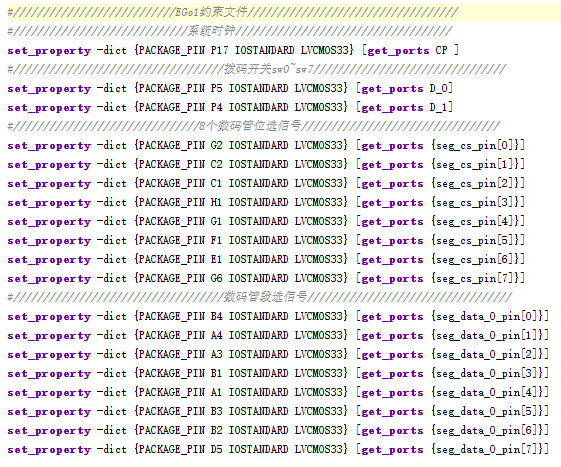 #///////////////////////////EGo1约束文件///////////////////////////////////
#/////////////////////////////系统时钟////////////////////////////////////
set_property -dict {PACKAGE_PIN P17 IOSTANDARD LVCMOS33} [get_ports CP ]
#///////////////////////////////拨码开关sw0~sw7////////////////////////////////
set_property -dict {PACKAGE_PIN P5 IOSTANDARD LVCMOS33} [get_ports D_0]
set_property -dict {PACKAGE_PIN P4 IOSTANDARD LVCMOS33} [get_ports D_1]
#///////////////////////////////8个数码管位选信号/////////////////////////////////
set_property -dict {PACKAGE_PIN G2 IOSTANDARD LVCMOS33} [get_ports {seg_cs_pin[0]}]
set_property -dict {PACKAGE_PIN C2 IOSTANDARD LVCMOS33} [get_ports {seg_cs_pin[1]}]
set_property -dict {PACKAGE_PIN C1 IOSTANDARD LVCMOS33} [get_ports {seg_cs_pin[2]}]
set_property -dict {PACKAGE_PIN H1 IOSTANDARD LVCMOS33} [get_ports {seg_cs_pin[3]}]
set_property -dict {PACKAGE_PIN G1 IOSTANDARD LVCMOS33} [get_ports {seg_cs_pin[4]}]
set_property -dict {PACKAGE_PIN F1 IOSTANDARD LVCMOS33} [get_ports {seg_cs_pin[5]}]
set_property -dict {PACKAGE_PIN E1 IOSTANDARD LVCMOS33} [get_ports {seg_cs_pin[6]}]
set_property -dict {PACKAGE_PIN G6 IOSTANDARD LVCMOS33} [get_ports {seg_cs_pin[7]}]
#///////////////////////////////////数码管段选信号//////////////////////////////////
set_property -dict {PACKAGE_PIN B4 IOSTANDARD LVCMOS33} [get_ports {seg_data_0_pin[0]}]
set_property -dict {PACKAGE_PIN A4 IOSTANDARD LVCMOS33} [get_ports {seg_data_0_pin[1]}]
set_property -dict {PACKAGE_PIN A3 IOSTANDARD LVCMOS33} [get_ports {seg_data_0_pin[2]}]
set_property -dict {PACKAGE_PIN B1 IOSTANDARD LVCMOS33} [get_ports {seg_data_0_pin[3]}]
set_property -dict {PACKAGE_PIN A1 IOSTANDARD LVCMOS33} [get_ports {seg_data_0_pin[4]}]
set_property -dict {PACKAGE_PIN B3 IOSTANDARD LVCMOS33} [get_ports {seg_data_0_pin[5]}]
set_property -dict {PACKAGE_PIN B2 IOSTANDARD LVCMOS33} [get_ports {seg_data_0_pin[6]}]
set_property -dict {PACKAGE_PIN D5 IOSTANDARD LVCMOS33} [get_ports {seg_data_0_pin[7]}]